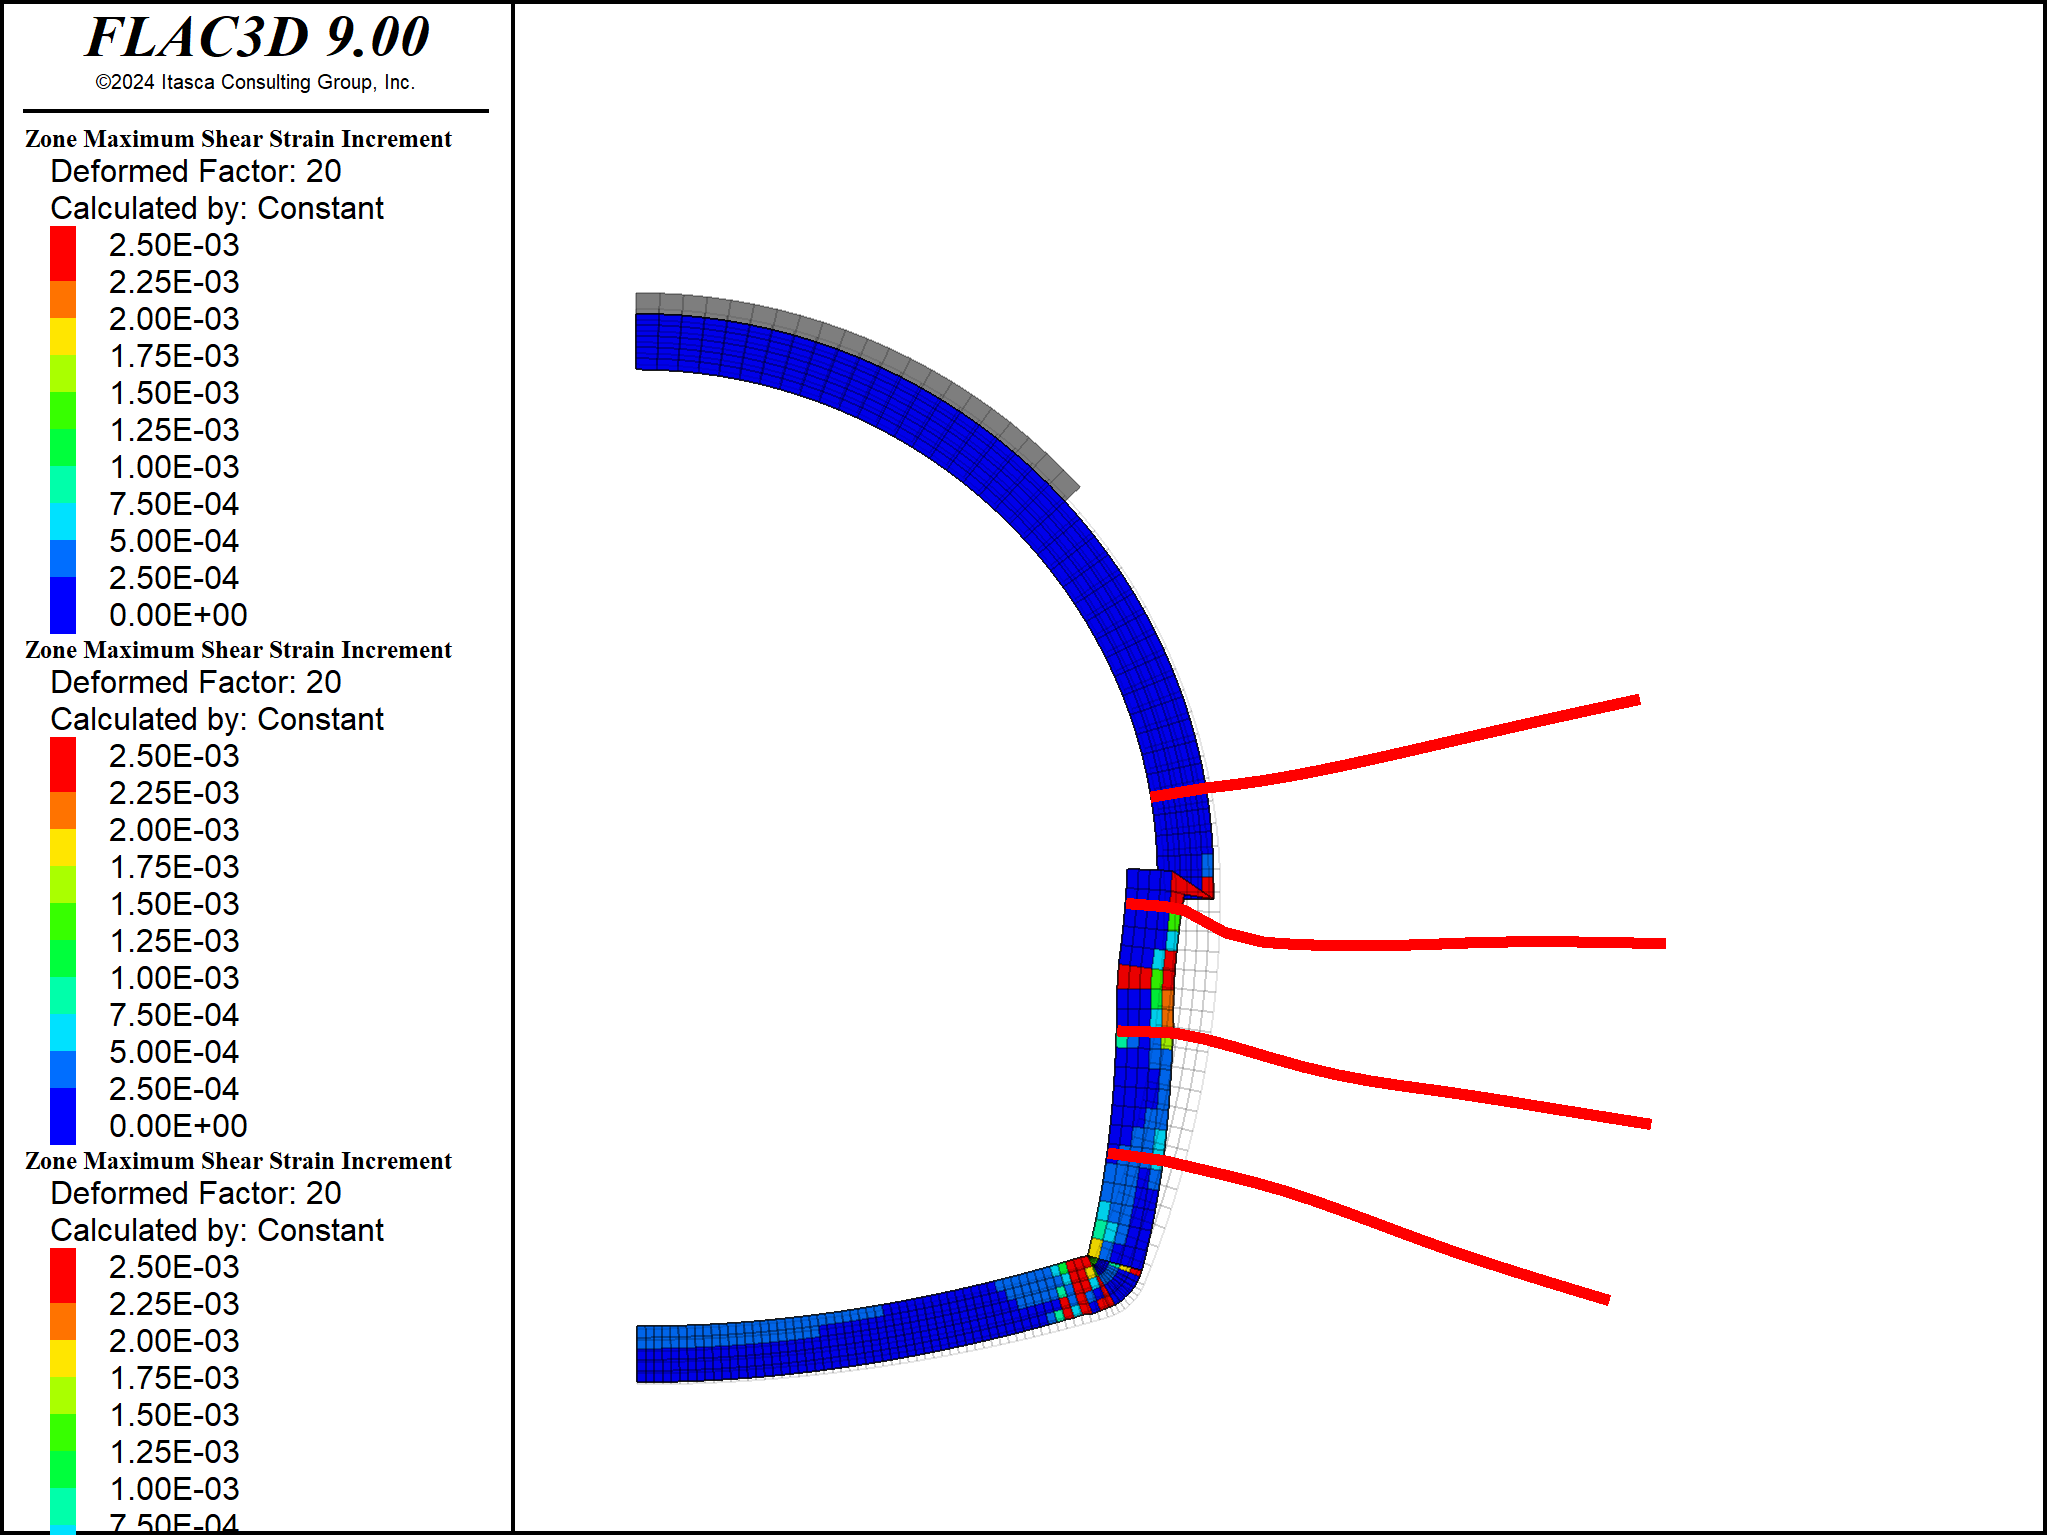 FLAC3D 9.00
©2024 Itasca Consulting Group, Inc.
Zone Maximum Shear Strain Increment
Deformed Factor: 20
Calculated by: Constant
2.50E-03
2.25E-03
2.00E-03
1.75E-03
1.50E-03
1.25E-03
1.00E-03
7.50E-04
5.00E-04
2.50E-04
0.00E+00
Zone Maximum Shear Strain Increment
Deformed Factor: 20
Calculated by: Constant
2.50E-03
2.25E-03
2.00E-03
1.75E-03
1.50E-03
1.25E-03
1.00E-03
7.50E-04
5.00E-04
2.50E-04
0.00E+00
Zone Maximum Shear Strain Increment
Deformed Factor: 20
Calculated by: Constant
2.50E-03
2.25E-03
2.00E-03
1.75E-03
1.50E-03
1.25E-03
1.00E-03
7.50E-04